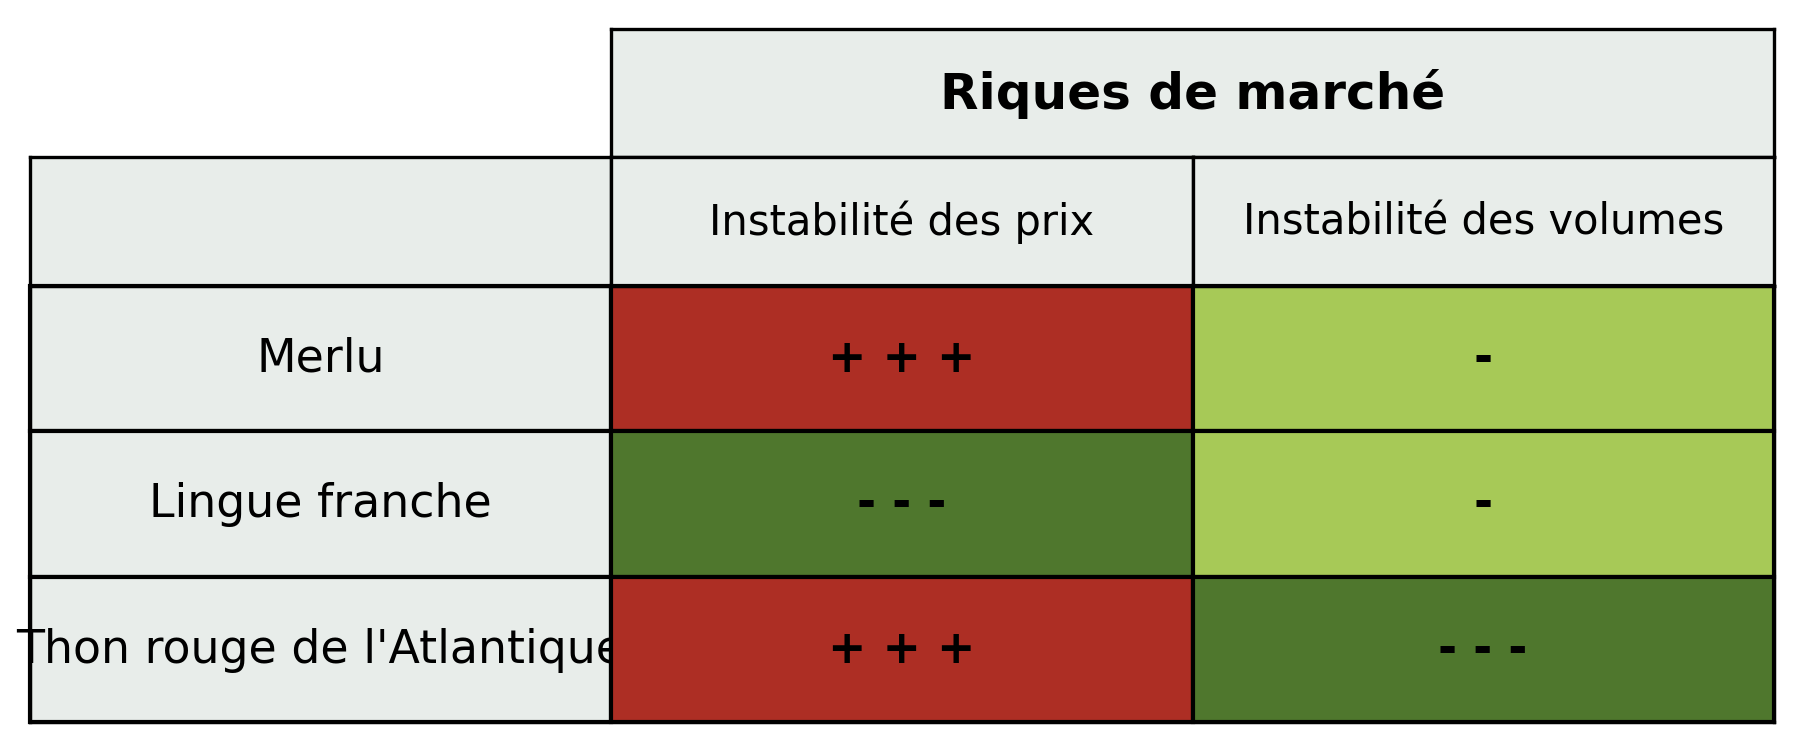 Riques de marché
Instabilité des prix Instabilité des volumes
Merlu + + + -
Lingue franche - - - -
Thon rouge de l'Atlantique + + + - - -